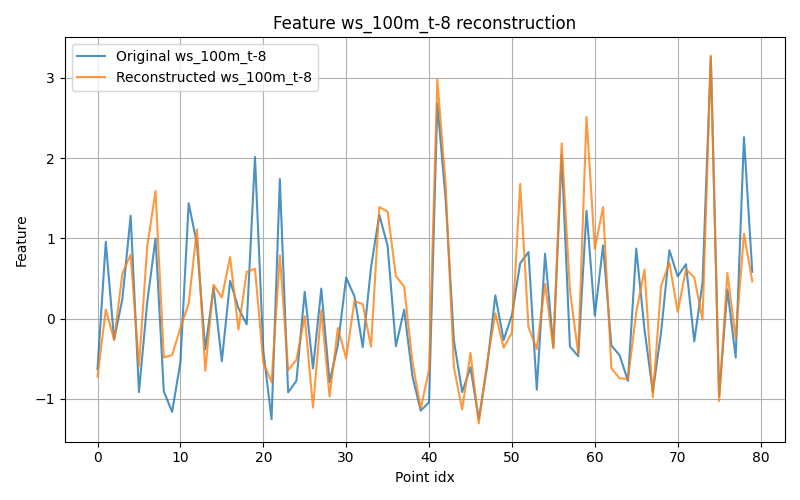 Feature ws_100m_t-8 reconstruction
Original ws_100m_t-8
Reconstructed ws_100m_t-8
Feature
3
2
1
0
−1
0 10 20 30 40 50 60 70 80
Point idx